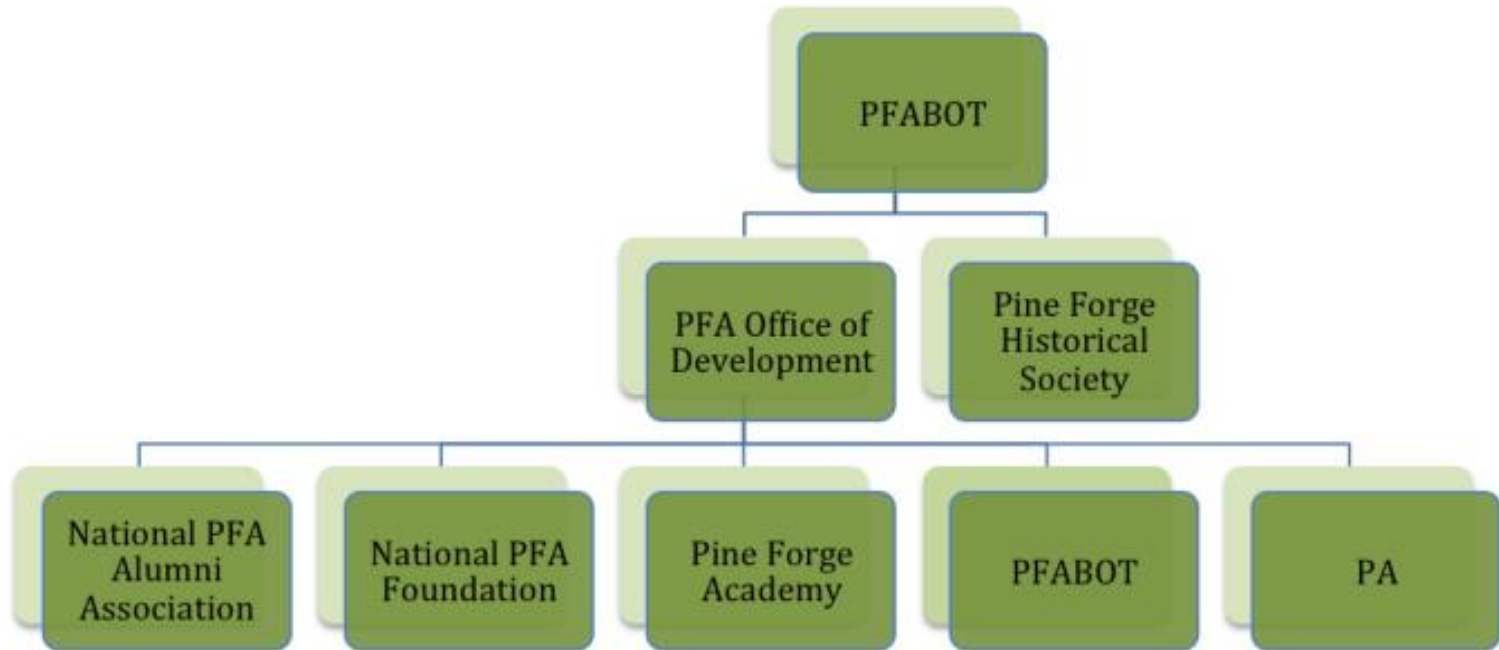 PFABOT
PFA Office of
Development
Pine Forge
Historical
Society
National PFA
Alumni
Association
National PFA
Foundation
Pine Forge
Academy
PFABOT
PA